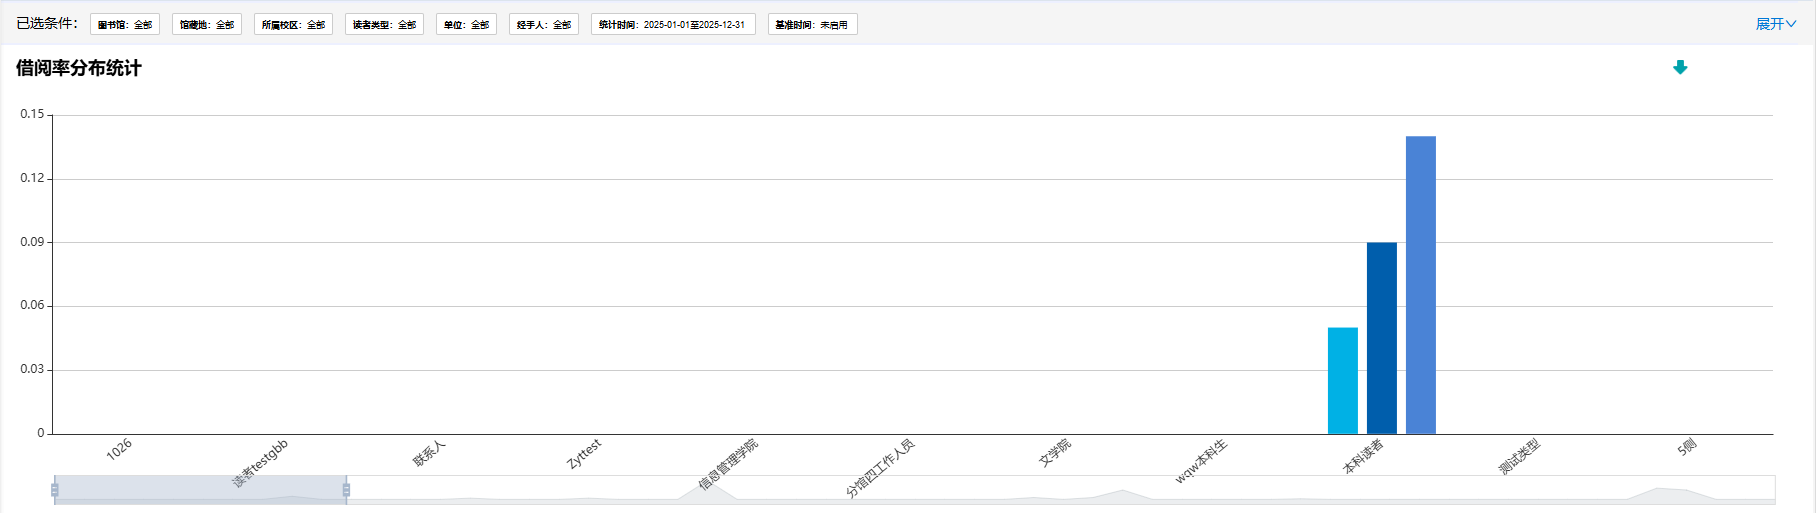 已选条件： 图书馆：全部 馆藏地：全部 所属校区：全部 读者类型：全部 单位：全部 经手人：全部 统计时间：2025-01-01至2025-12-31 基准时间：未启用 展开
借阅率分布统计
0.15
0.12
0.09
0.06
0.03
0
1026 读者testgbb 联系人 Zyttest 信息管理学院 分馆四工作人员 文学院 wqw本科生 本科读者 测试类型 5侧